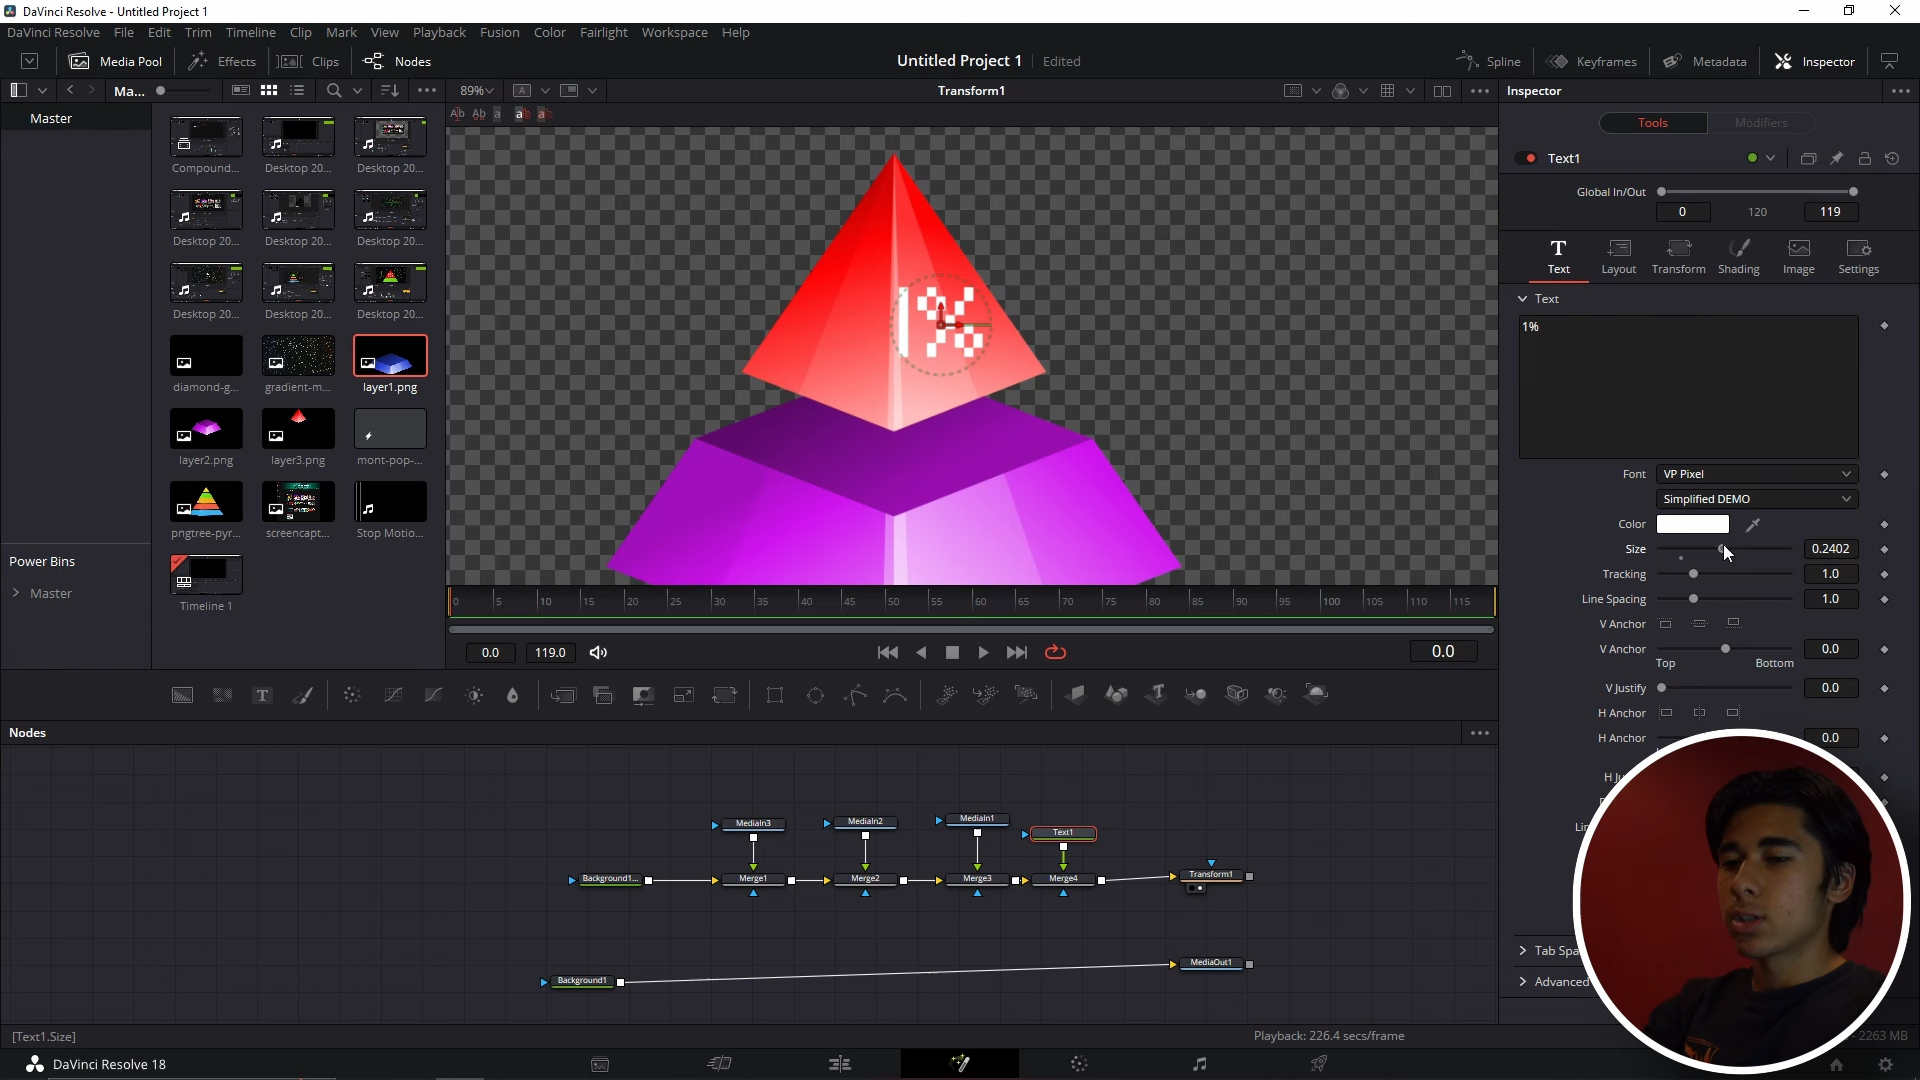 DaVinci Resolve - Untitled Project 1
DaVinci Resolve File Edit Trim Timeline Clip Mark View Playback Fusion Color Fairlight Workspace Help
Media Pool Effects Clips Nodes
Untitled Project 1 Edited
Spline Keyframes Metadata Inspector
Ma...
89%
Transform1
Inspector
Master
Tools Modifiers
Compound... Desktop 20... Desktop 20...
Text1
Global In/Out
0 120 119
Desktop 20... Desktop 20... Desktop 20...
Text Layout Transform Shading Image Settings
Desktop 20... Desktop 20... Desktop 20...
Text
1%
1%
diamond-g... gradient-m... layer1.png
layer2.png layer3.png mont-pop-...
Font VP Pixel
Simplified DEMO
Color
Size 0.2402
Tracking 1.0
Line Spacing 1.0
V Anchor
V Anchor 0.0
Top Bottom
V Justify 0.0
H Anchor
H Anchor 0.0
pngtree-pyr... screencapt... Stop Motio...
Power Bins
Master
Timeline 1
0 5 10 15 20 25 30 35 40 45 50 55 60 65 70 75 80 85 90 95 100 105 110 115
0.0 119.0 0.0
Nodes
MediaIn3 MediaIn2 MediaIn1 Text1
Background1... Merge1 Merge2 Merge3 Merge4 Transform1
Background1 MediaOut1
Tab Spa
Advanced
[Text1.Size]
Playback: 226.4 secs/frame
2263 MB
DaVinci Resolve 18